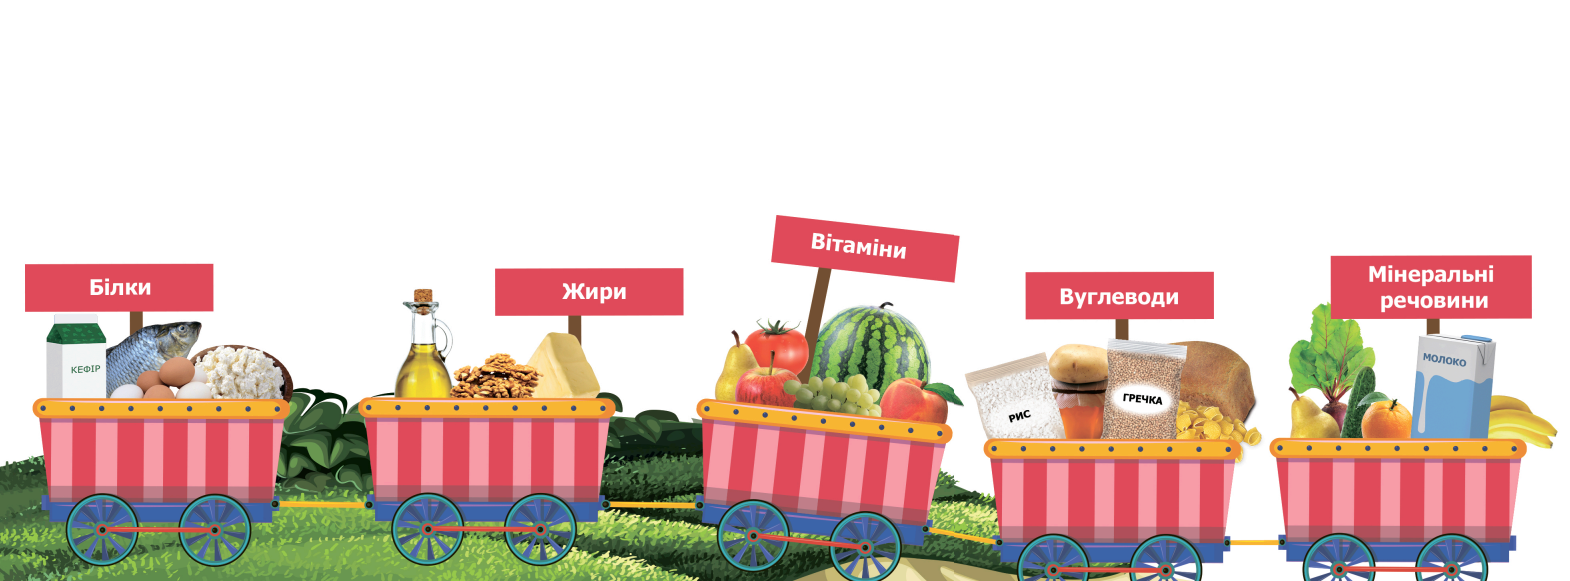 Білки
КЕФІР
Жири
Вітаміни
Вуглеводи
РИС
ГРЕЧКА
Мінеральні
речовини
МОЛОКО